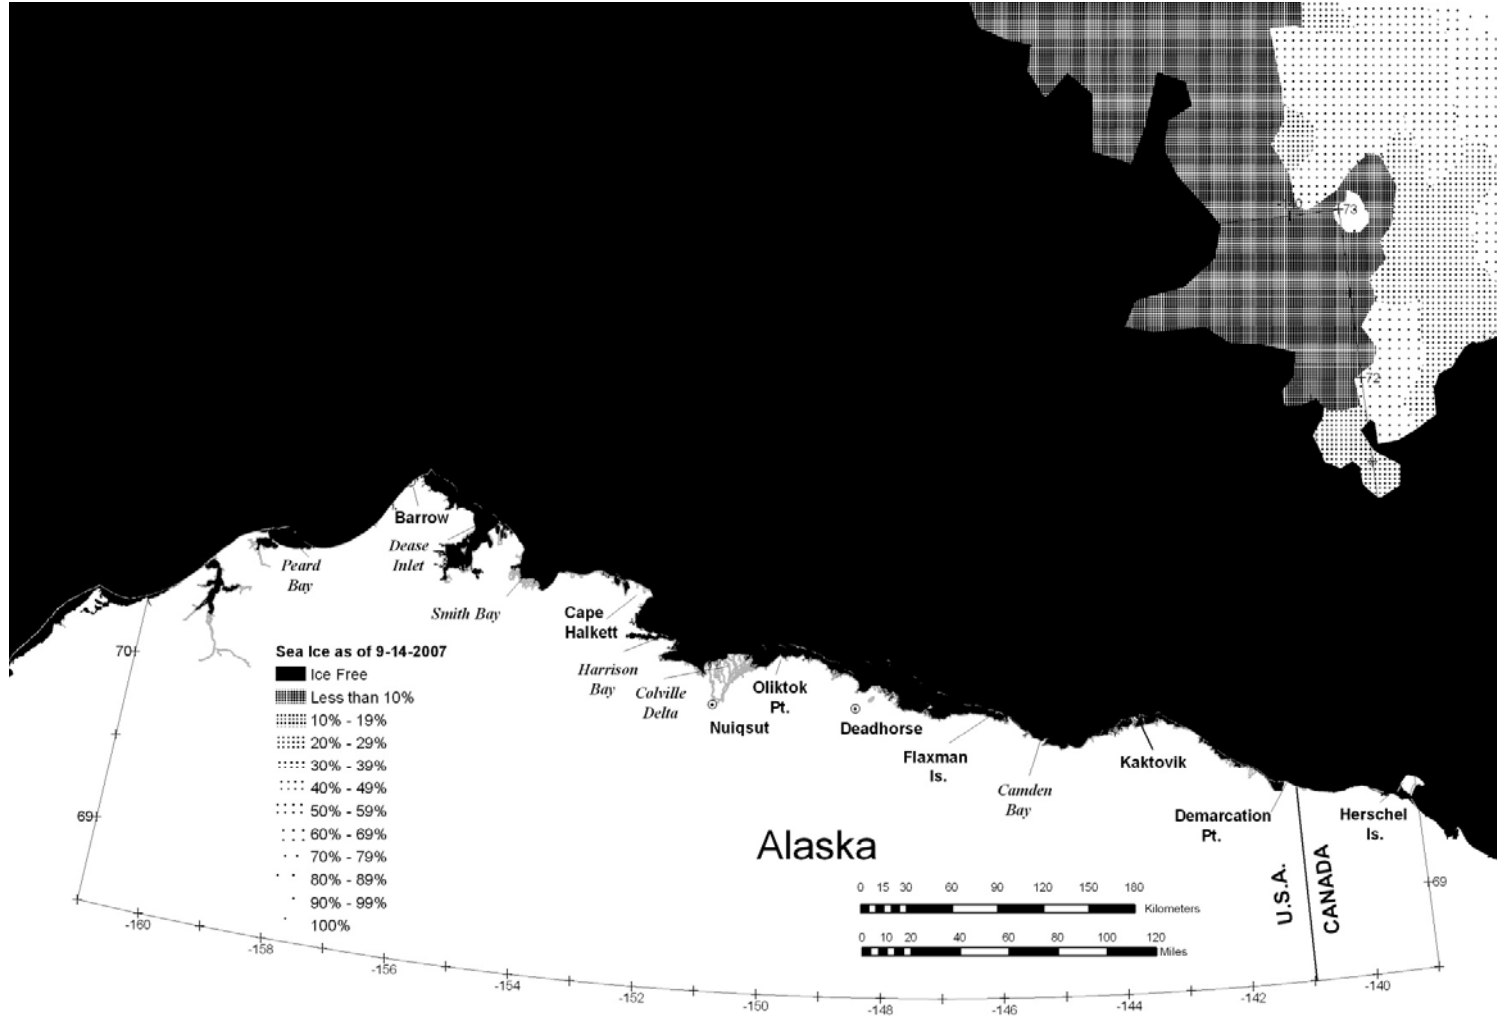 73
72
Barrow
Dease
Inlet
Peard
Bay
Smith Bay
Cape
Halkett
Harrison
Bay
Colville
Delta
Nuiqsut
Oliktok
Pt.
Deadhorse
Flaxman
Is.
Camden
Bay
Kaktovik
Demarcation
Pt.
Herschel
Is.
70
69
Sea Ice as of 9-14-2007
Ice Free
Less than 10%
10% - 19%
20% - 29%
30% - 39%
40% - 49%
50% - 59%
60% - 69%
70% - 79%
80% - 89%
90% - 99%
100%
Alaska
U.S.A.
CANADA
69
0 15 30 60 90 120 150 180
Kilometers
0 10 20 40 60 80 100 120
Miles
-160
-158
-156
-154
-152
-150
-148
-146
-144
-142
-140